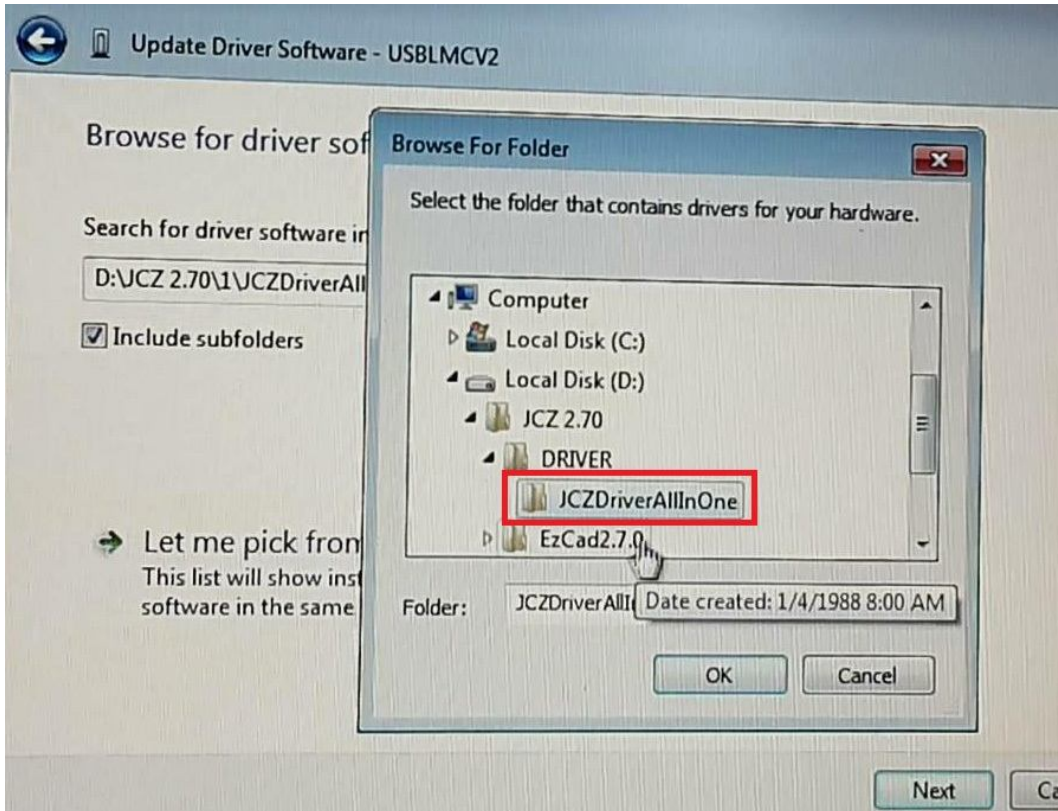 Update Driver Software - USBLMCV2
Browse for driver sof
Browse For Folder
Select the folder that contains drivers for your hardware.
Search for driver software in
D:\JCZ 2.70\1\JCZDriverAll
Include subfolders
Computer
Local Disk (C:)
Local Disk (D:)
JCZ 2.70
DRIVER
JCZDriverAllInOne
EzCad2.7.0
Let me pick from
This list will show inst
software in the same
Folder:
JCZDriverAllI
Date created: 1/4/1988 8:00 AM
OK
Cancel
Next
Ca